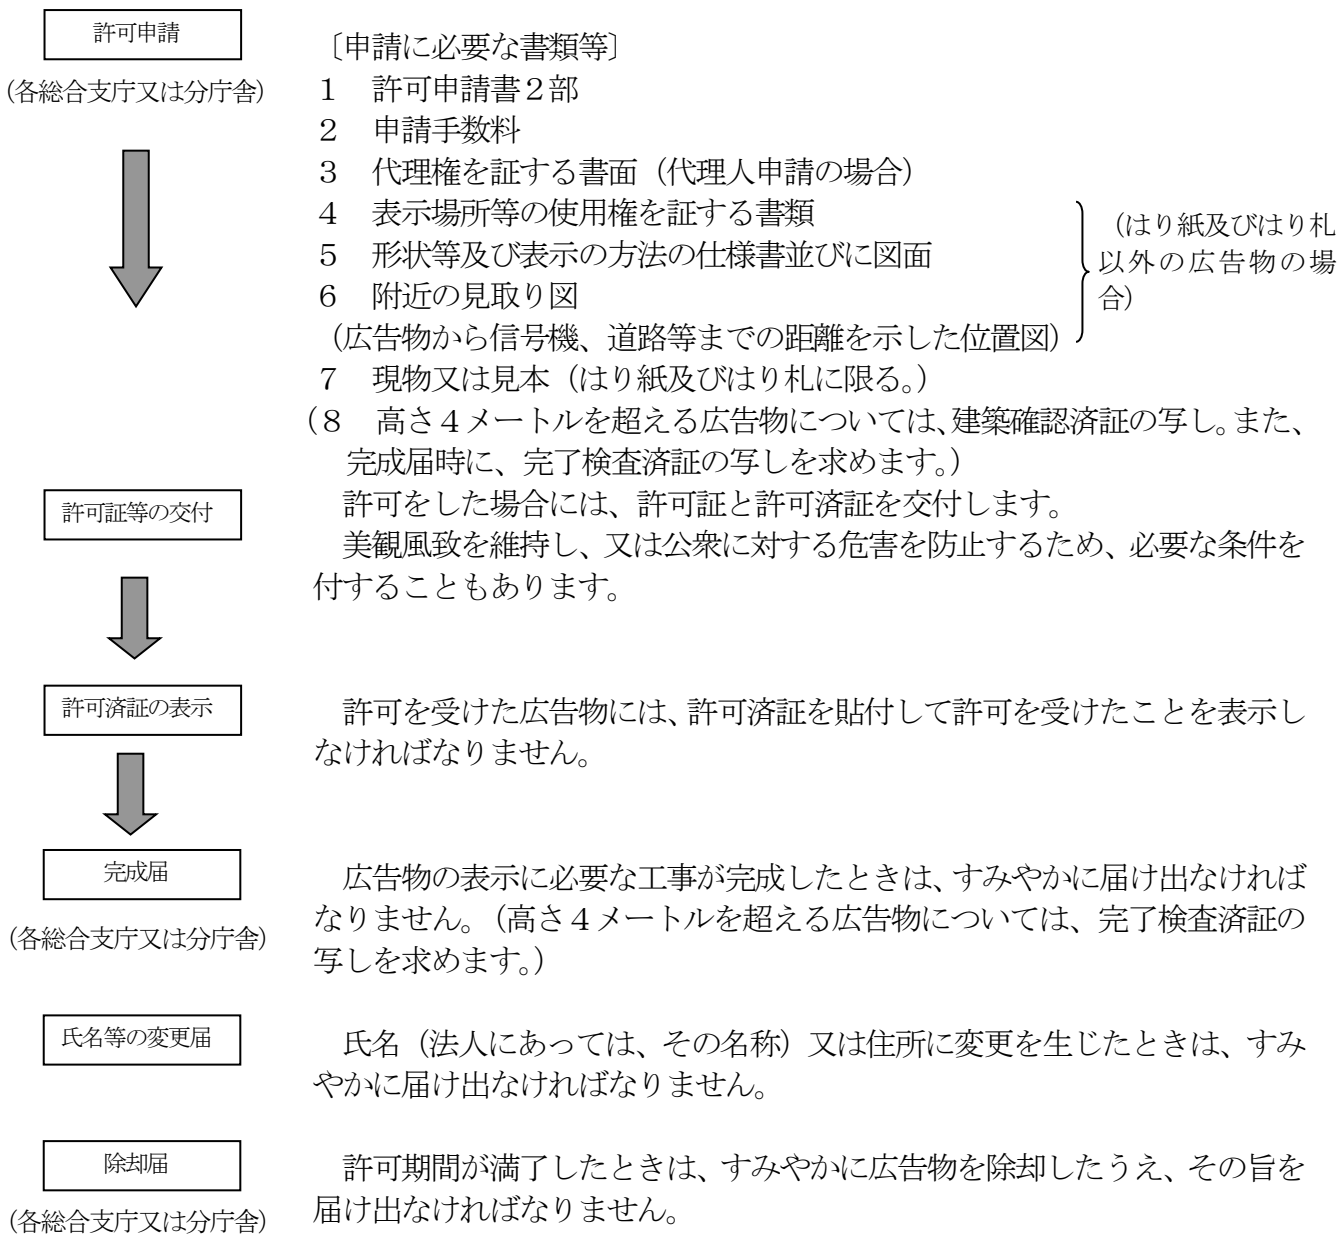 許可申請
(各総合支庁又は分庁舎)
〔申請に必要な書類等〕
１　許可申請書２部
２　申請手数料
３　代理権を証する書面（代理人申請の場合）
４　表示場所等の使用権を証する書類
５　形状等及び表示の方法の仕様書並びに図面
６　附近の見取り図
（広告物から信号機、道路等までの距離を示した位置図）
（はり紙及びはり札
以外の広告物の場
合）
７　現物又は見本（はり紙及びはり札に限る。）
（８　高さ４メートルを超える広告物については、建築確認済証の写し。また、
完成届時に、完了検査済証の写しを求めます。）
許可証等の交付
許可をした場合には、許可証と許可済証を交付します。
美観風致を維持し、又は公衆に対する危害を防止するため、必要な条件を
付することもあります。
許可済証の表示
許可を受けた広告物には、許可済証を貼付して許可を受けたことを表示し
なければなりません。
完成届
(各総合支庁又は分庁舎)
広告物の表示に必要な工事が完成したときは、すみやかに届け出なければ
なりません。（高さ４メートルを超える広告物については、完了検査済証の
写しを求めます。）
氏名等の変更届
氏名（法人にあっては、その名称）又は住所に変更を生じたときは、すみ
やかに届け出なければなりません。
除却届
(各総合支庁又は分庁舎)
許可期間が満了したときは、すみやかに広告物を除却したうえ、その旨を
届け出なければなりません。